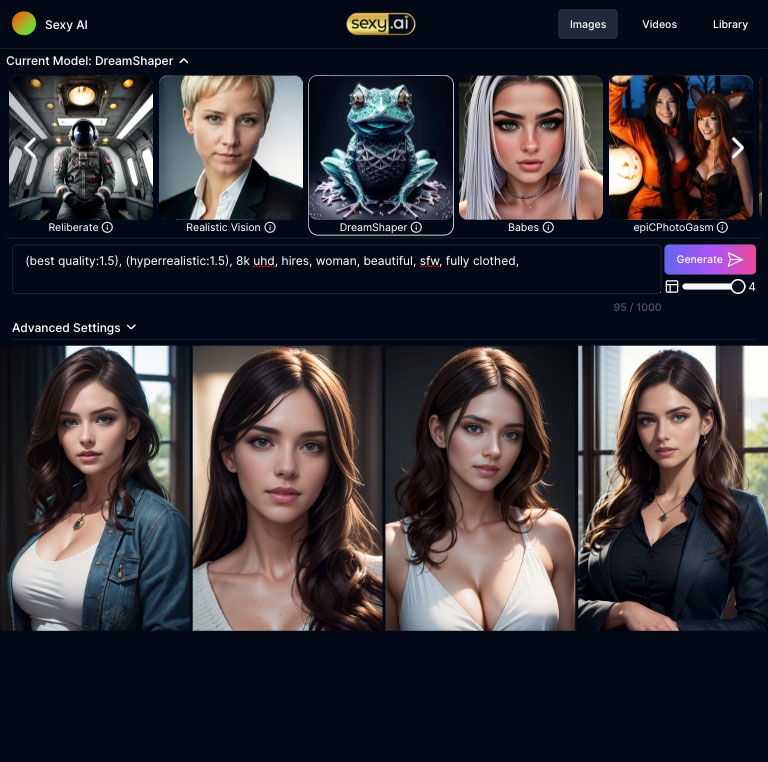 Sexy AI
sexy.ai
Images
Videos
Library
Current Model: DreamShaper
Reliberate
Realistic Vision
DreamShaper
Babes
epiCPhotoGasm
(best quality:1.5), (hyperrealistic:1.5), 8k uhd, hires, woman, beautiful, sfw, fully clothed,
Generate
4
95 / 1000
Advanced Settings